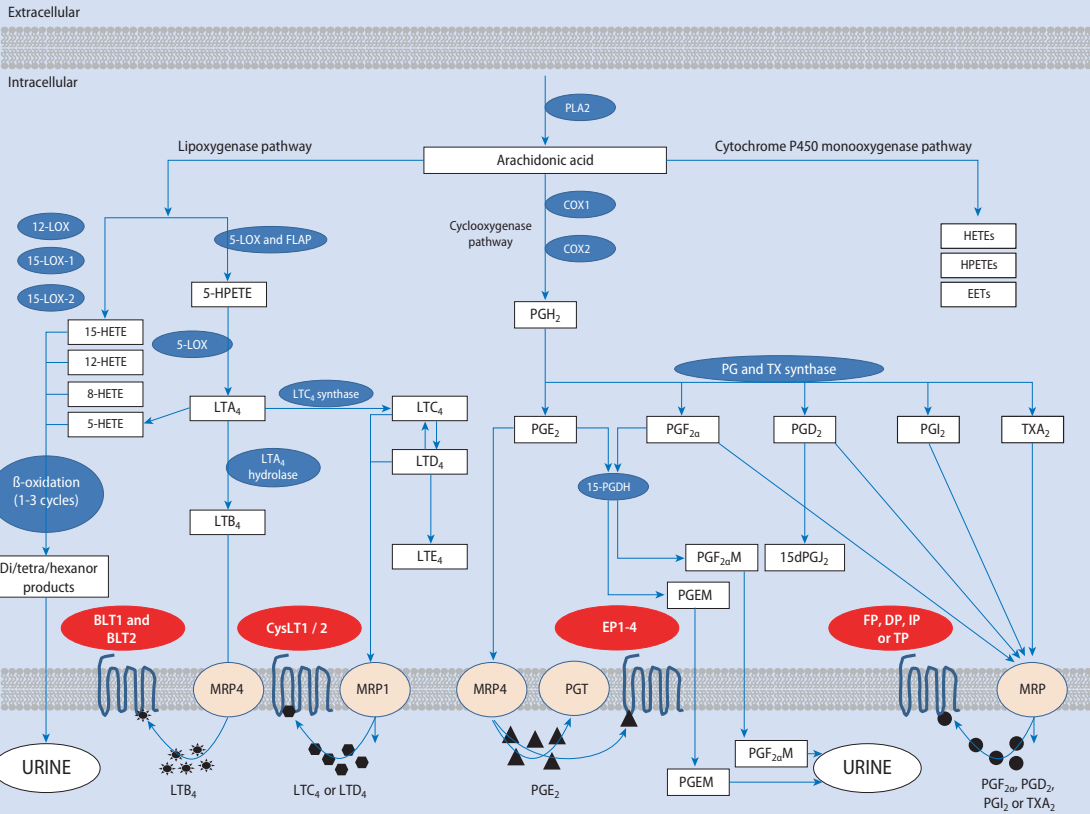 Extracellular
Intracellular
PLA2
Lipoxygenase pathway
Arachidonic acid
Cytochrome P450 monooxygenase pathway
12-LOX
15-LOX-1
15-LOX-2
5-LOX and FLAP
Cyclooxygenase
pathway
COX1
COX2
HETEs
HPETEs
EETs
5-HPETE
PGH₂
15-HETE
12-HETE
8-HETE
5-HETE
5-LOX
LTC₄ synthase
PG and TX synthase
LTA₄
LTC₄
LTD₄
LTE₄
PGE₂
PGF₂α
PGD₂
PGI₂
TXA₂
LTA₄
hydrolase
LTB₄
ß-oxidation
(1-3 cycles)
15-PGDH
Di/tetra/hexanor
products
PGF₂αM
15dPGJ₂
PGEM
BLT1 and
BLT2
CysLT1 / 2
EP1-4
FP, DP, IP
or TP
MRP4
MRP1
MRP4
PGT
MRP
URINE
LTB₄
LTC₄ or LTD₄
PGE₂
PGEM
PGF₂αM
URINE
PGF₂α, PGD₂,
PGI₂ or TXA₂